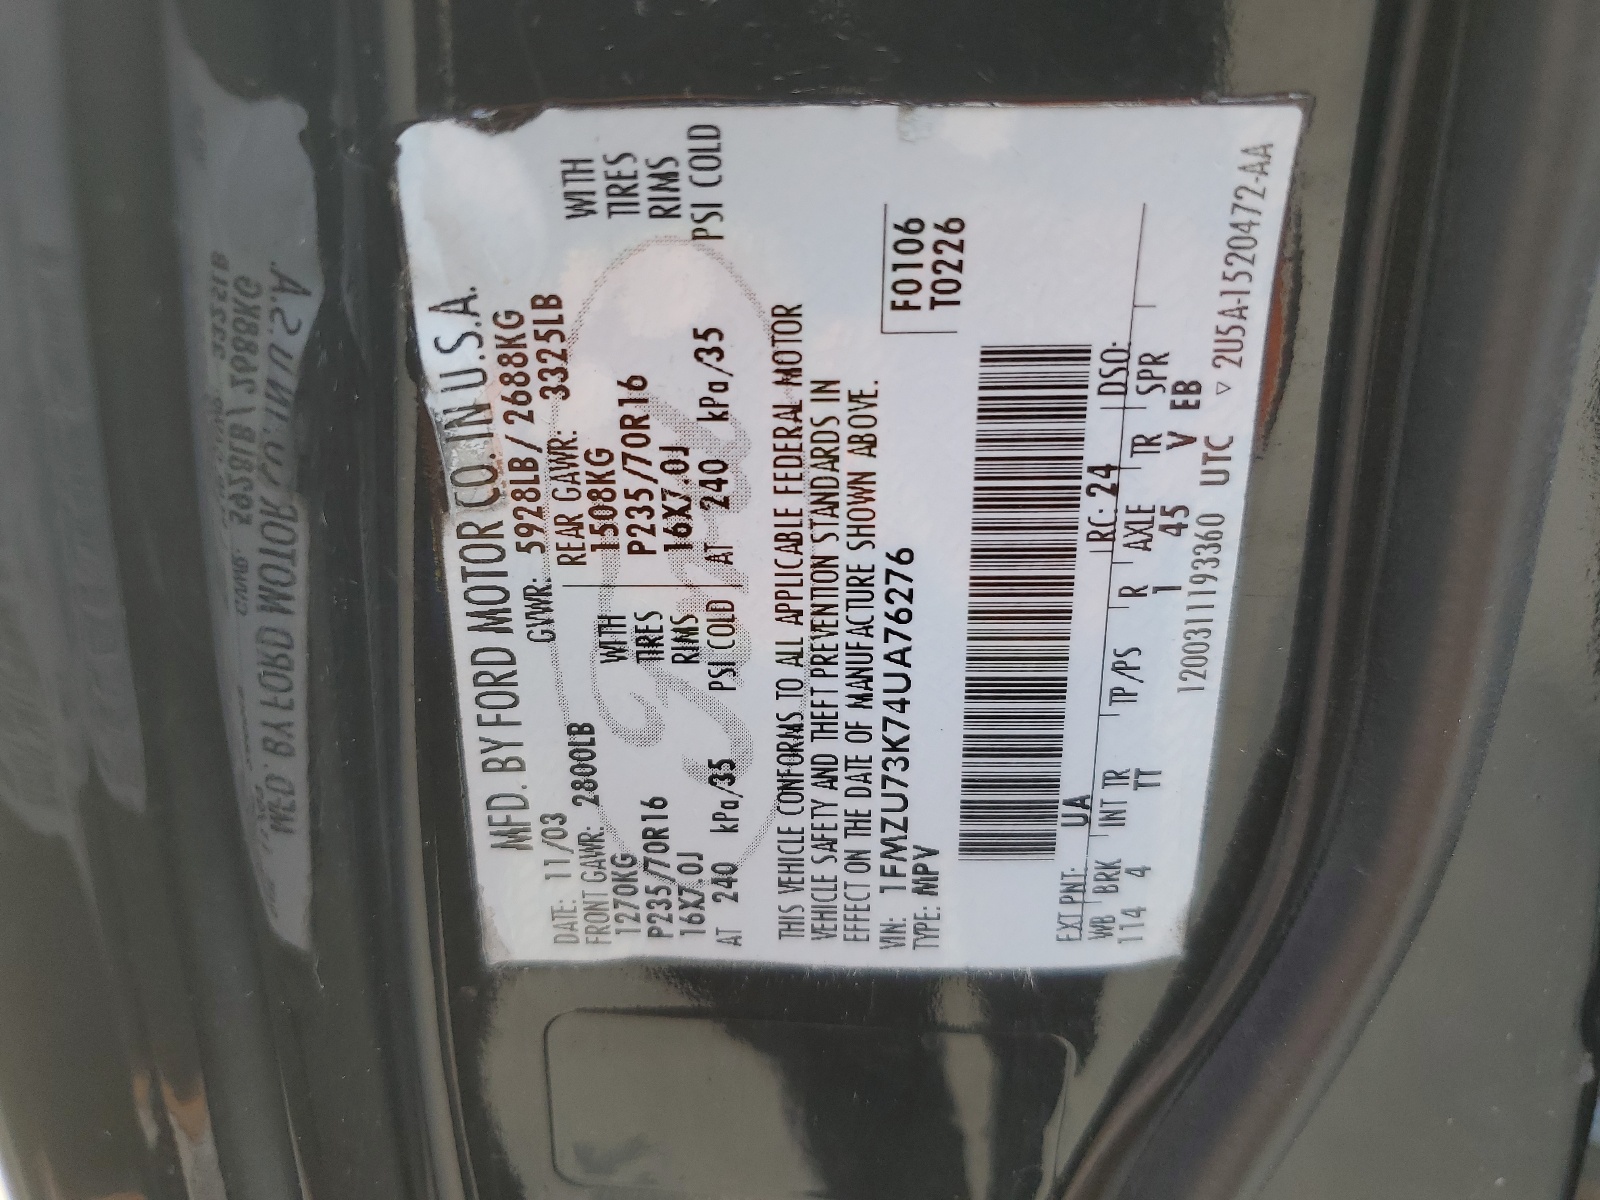 MFD. BY FORD MOTOR CO. IN U.S.A.
DATE: 11/03 GVWR: 5928LB / 2688KG
FRONT GAWR: 2800LB REAR GAWR: 3325LB
1270KG WITH 1508KG WITH
P235/70R16 TIRES P235/70R16 TIRES
16X7.0J RIMS 16X7.0J RIMS
AT 240 kPa/35 PSI COLD AT 240 kPa/35 PSI COLD
THIS VEHICLE CONFORMS TO ALL APPLICABLE FEDERAL MOTOR
VEHICLE SAFETY AND THEFT PREVENTION STANDARDS IN
EFFECT ON THE DATE OF MANUFACTURE SHOWN ABOVE.
VIN: 1FMZU73K74UA76276 F0106
TYPE: MPV T0226
EXT PNT: UA RC: 24 DSO:
WB BRK INT TR TP/PS R AXLE TR SPR
114 4 TT 1 45 V EB
12003111193360 UTC ▽ 2U5A-1520472-AA
Ford